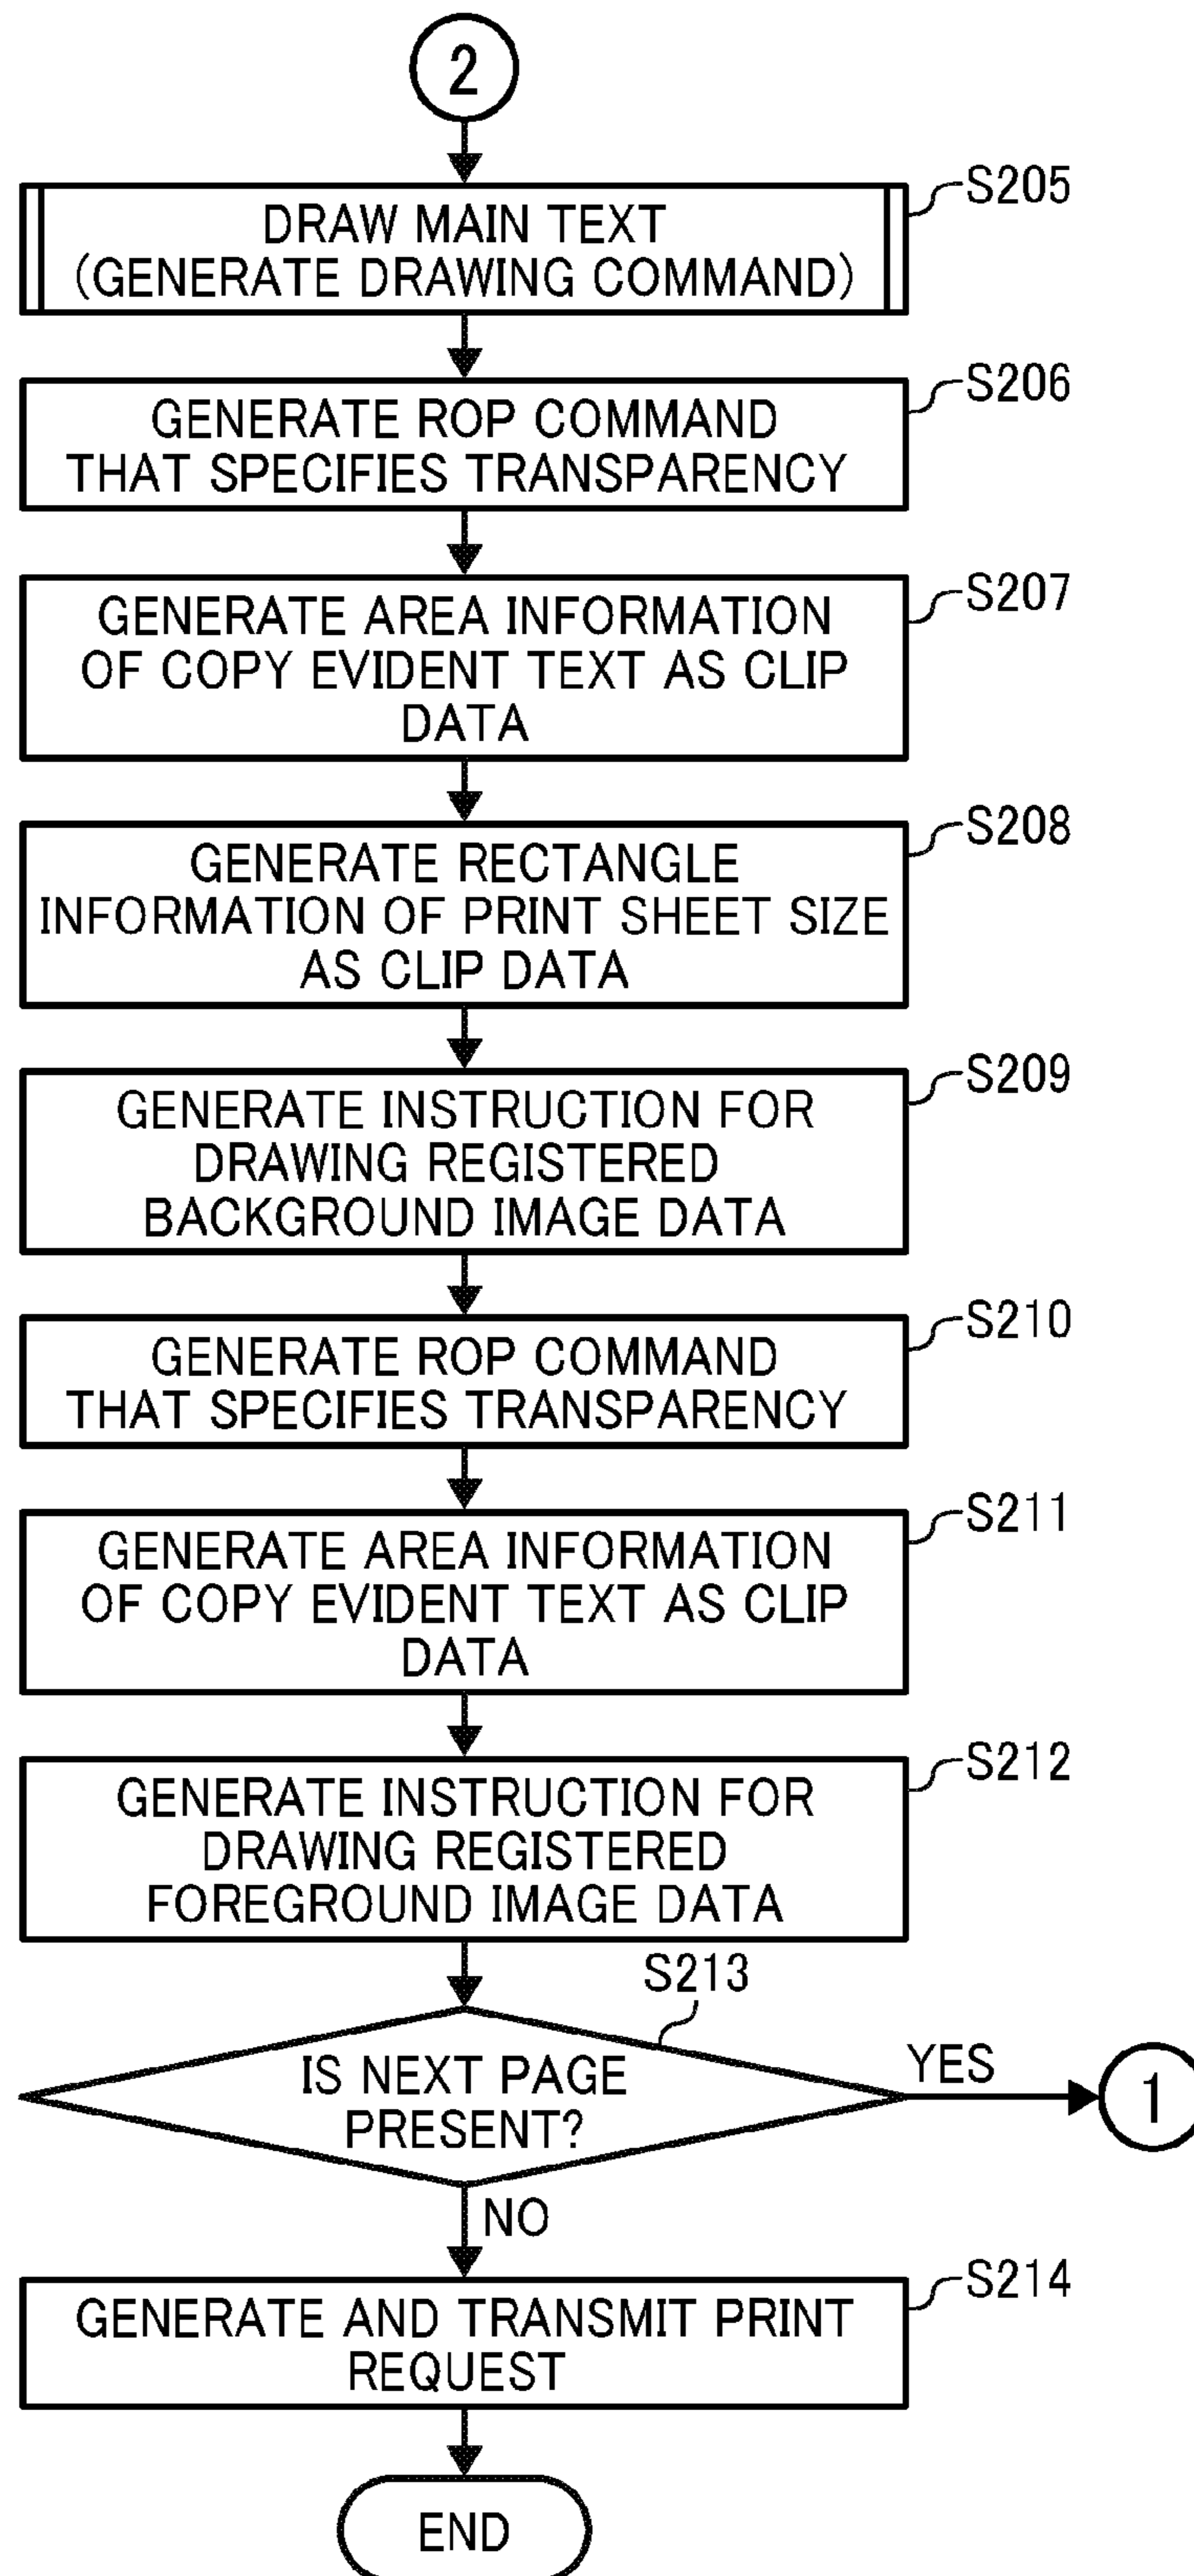 2
S205
DRAW MAIN TEXT
(GENERATE DRAWING COMMAND)
S206
GENERATE ROP COMMAND
THAT SPECIFIES TRANSPARENCY
S207
GENERATE AREA INFORMATION
OF COPY EVIDENT TEXT AS CLIP
DATA
S208
GENERATE RECTANGLE
INFORMATION OF PRINT SHEET SIZE
AS CLIP DATA
S209
GENERATE INSTRUCTION FOR
DRAWING REGISTERED
BACKGROUND IMAGE DATA
S210
GENERATE ROP COMMAND
THAT SPECIFIES TRANSPARENCY
S211
GENERATE AREA INFORMATION
OF COPY EVIDENT TEXT AS CLIP
DATA
S212
GENERATE INSTRUCTION FOR
DRAWING REGISTERED
FOREGROUND IMAGE DATA
S213
IS NEXT PAGE
PRESENT?
YES
1
NO
S214
GENERATE AND TRANSMIT PRINT
REQUEST
END